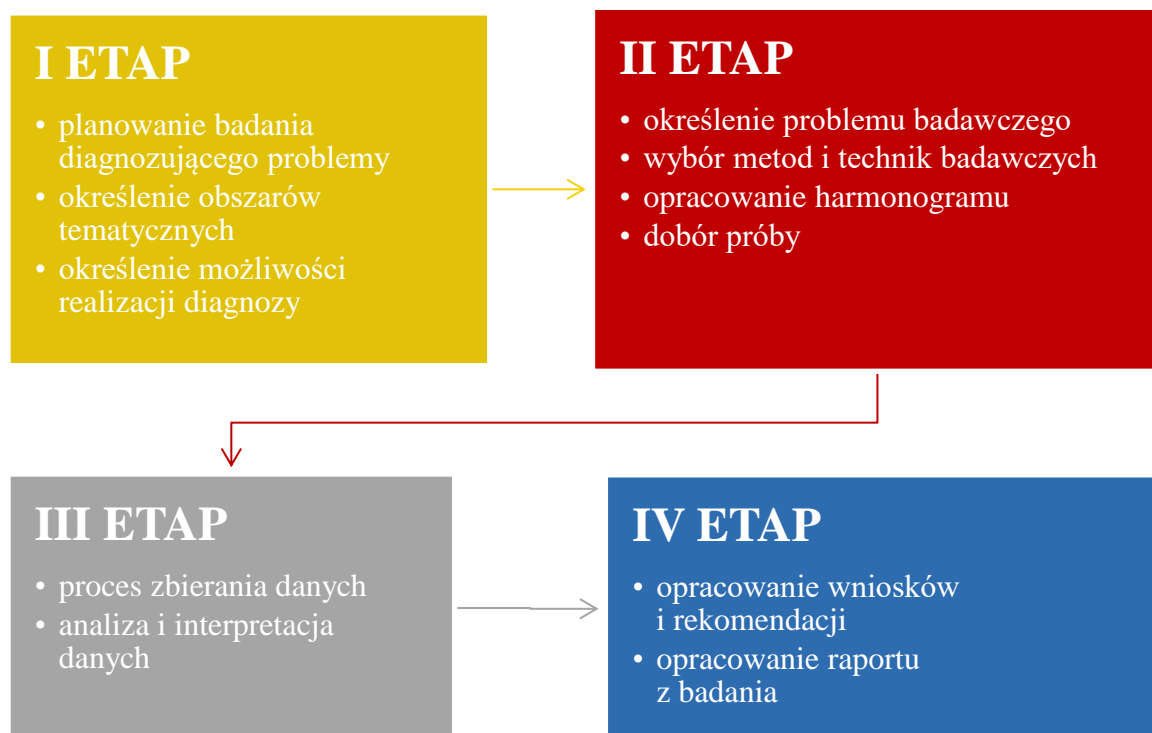 I ETAP
• planowanie badania
diagnozującego problemy
• określenie obszarów
tematycznych
• określenie możliwości
realizacji diagnozy
II ETAP
• określenie problemu badawczego
• wybór metod i technik badawczych
• opracowanie harmonogramu
• dobór próby
III ETAP
• proces zbierania danych
• analiza i interpretacja
danych
IV ETAP
• opracowanie wniosków
i rekomendacji
• opracowanie raportu
z badania